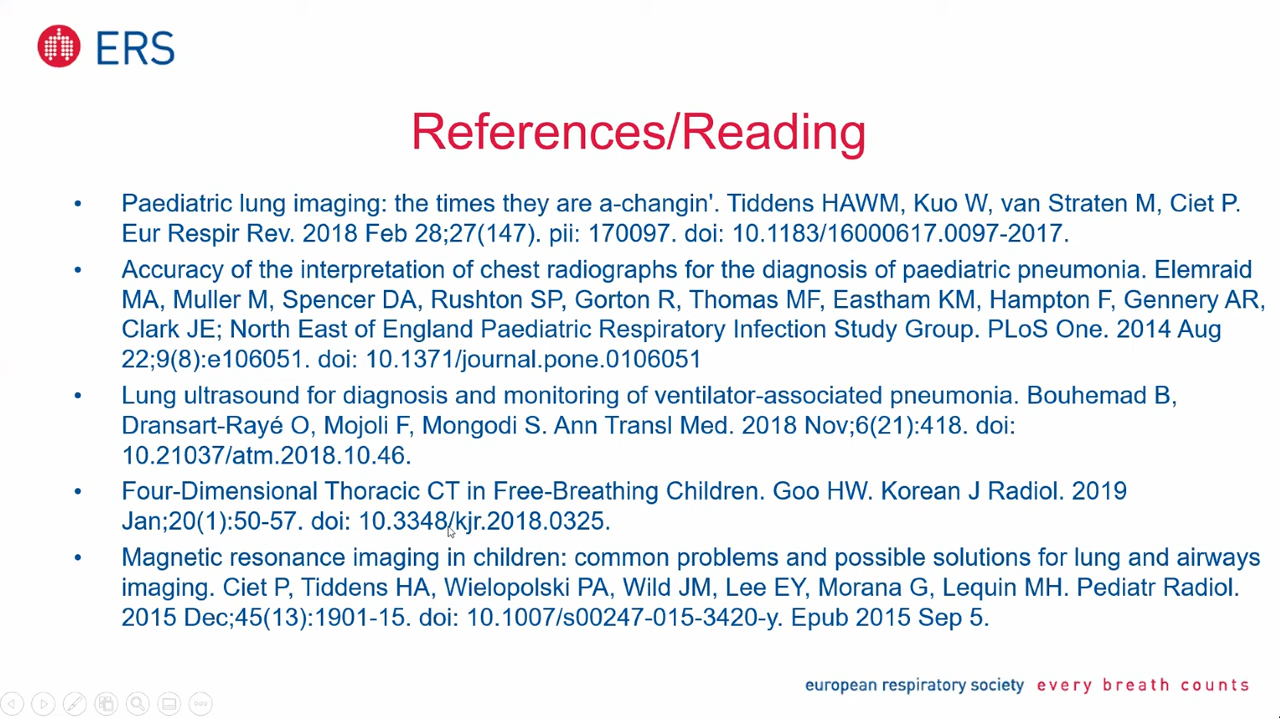 ERS
References/Reading
• Paediatric lung imaging: the times they are a-changin'. Tiddens HAWM, Kuo W, van Straten M, Ciet P.
Eur Respir Rev. 2018 Feb 28;27(147). pii: 170097. doi: 10.1183/16000617.0097-2017.
• Accuracy of the interpretation of chest radiographs for the diagnosis of paediatric pneumonia. Elemraid
MA, Muller M, Spencer DA, Rushton SP, Gorton R, Thomas MF, Eastham KM, Hampton F, Gennery AR,
Clark JE; North East of England Paediatric Respiratory Infection Study Group. PLoS One. 2014 Aug
22;9(8):e106051. doi: 10.1371/journal.pone.0106051
• Lung ultrasound for diagnosis and monitoring of ventilator-associated pneumonia. Bouhemad B,
Dransart-Rayé O, Mojoli F, Mongodi S. Ann Transl Med. 2018 Nov;6(21):418. doi:
10.21037/atm.2018.10.46.
• Four-Dimensional Thoracic CT in Free-Breathing Children. Goo HW. Korean J Radiol. 2019
Jan;20(1):50-57. doi: 10.3348/kjr.2018.0325.
• Magnetic resonance imaging in children: common problems and possible solutions for lung and airways
imaging. Ciet P, Tiddens HA, Wielopolski PA, Wild JM, Lee EY, Morana G, Lequin MH. Pediatr Radiol.
2015 Dec;45(13):1901-15. doi: 10.1007/s00247-015-3420-y. Epub 2015 Sep 5.
european respiratory society every breath counts